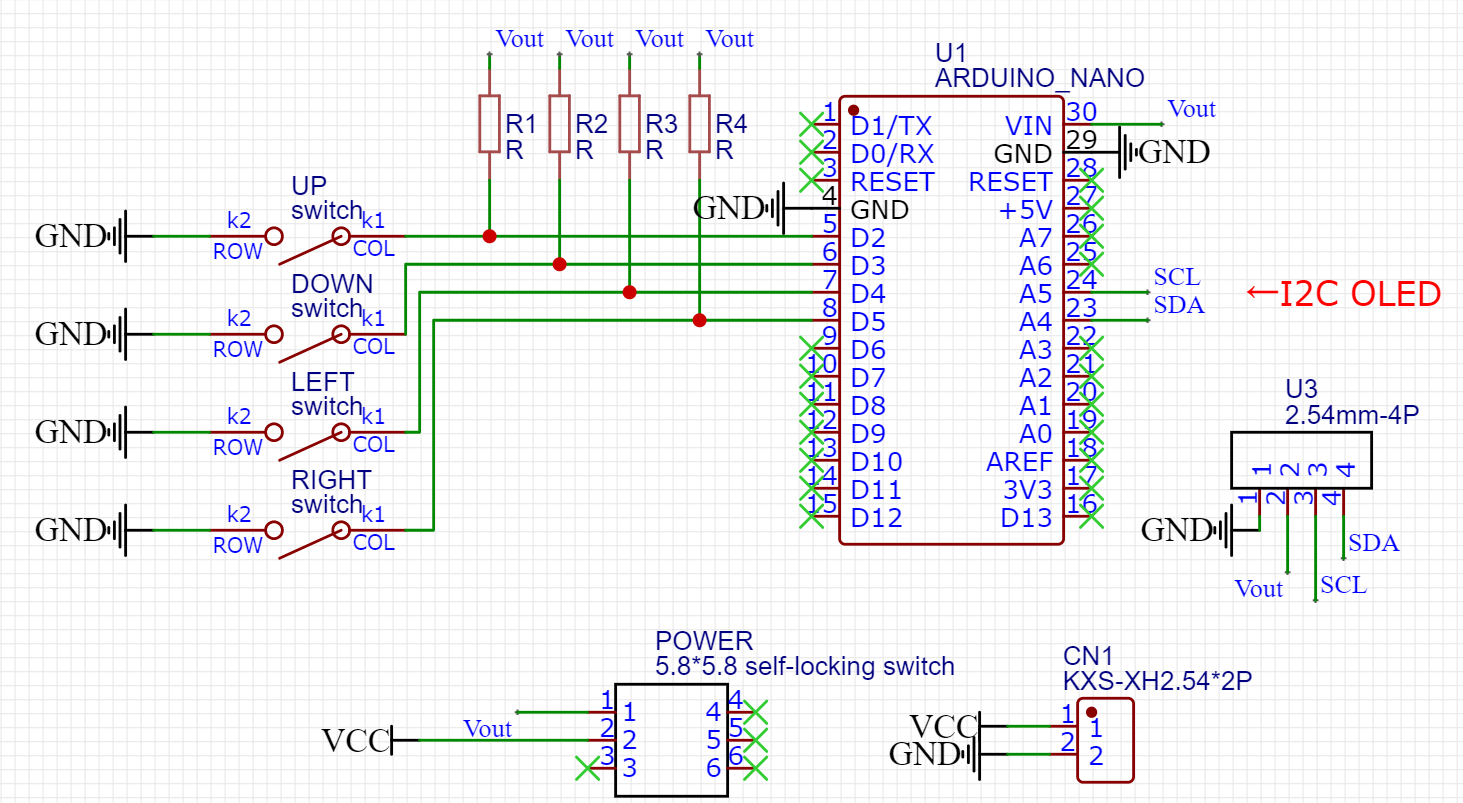 Vout Vout Vout Vout
R1 R2 R3 R4
R R R R
UP
switch
GND k2 k1
ROW COL
DOWN
switch
GND k2 k1
ROW COL
LEFT
switch
GND k2 k1
ROW COL
RIGHT
switch
GND k2 k1
ROW COL
U1
ARDUINO_NANO
1 D1/TX VIN 30 Vout
2 D0/RX GND 29 GND
3 RESET RESET 28
GND 4 GND +5V 27
5 D2 A7 26
6 D3 A6 25
7 D4 A5 24 SCL
8 D5 A4 23 SDA
9 D6 A3 22
10 D7 A2 21
11 D8 A1 20
12 D9 A0 19
13 D10 AREF 18
14 D11 3V3 17
15 D12 D13 16
←I2C OLED
U3
2.54mm-4P
1 2 3 4
1 2 3 4
GND
SDA
Vout SCL
POWER
5.8*5.8 self-locking switch
1 1 4 4
Vout
VCC 2 2 5 5
3 3 6 6
CN1
KXS-XH2.54*2P
VCC 1 1
GND 2 2